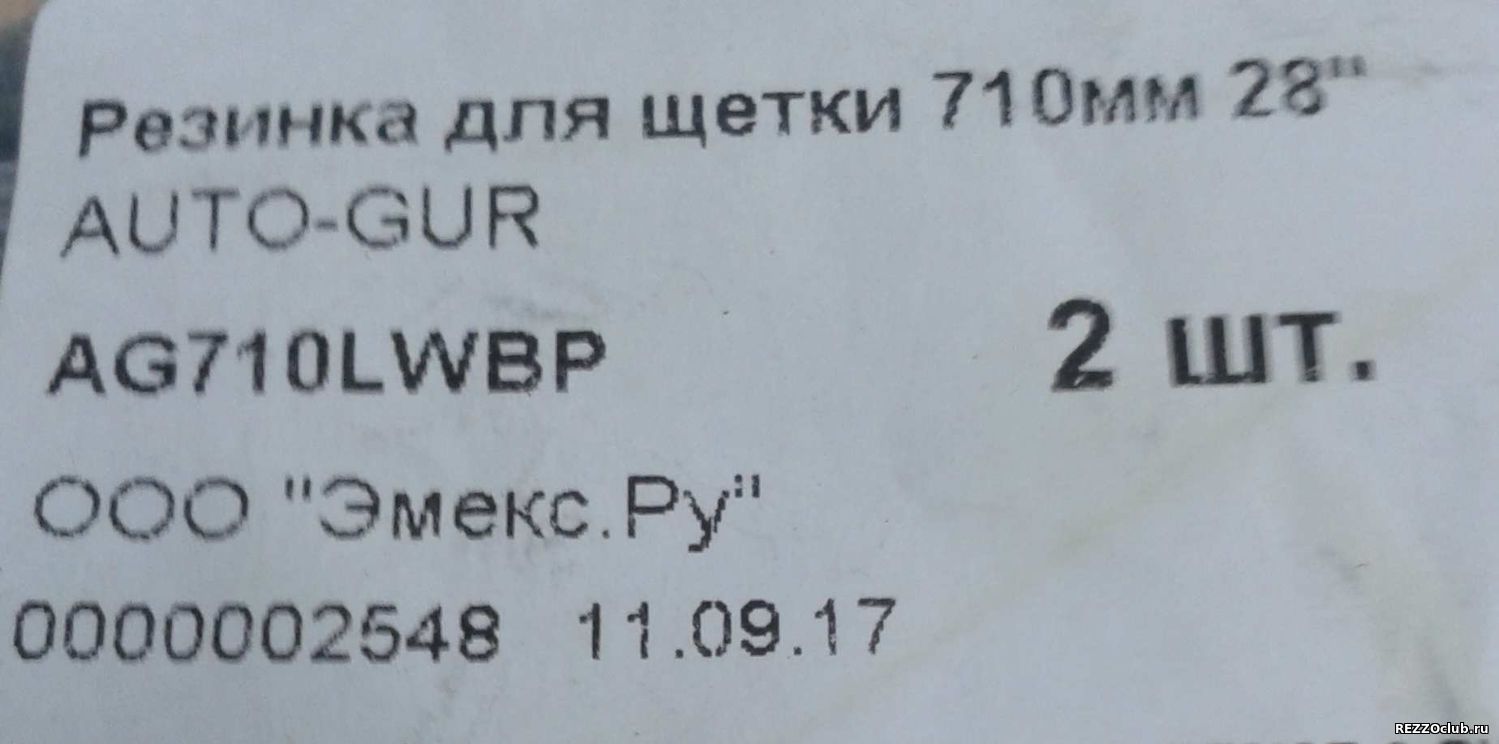 Резинка для щетки 710мм 28"
AUTO-GUR
AG710LWBP 2 шт.
ООО "Эмекс.Ру"
0000002548 11.09.17
REZZOclub.ru